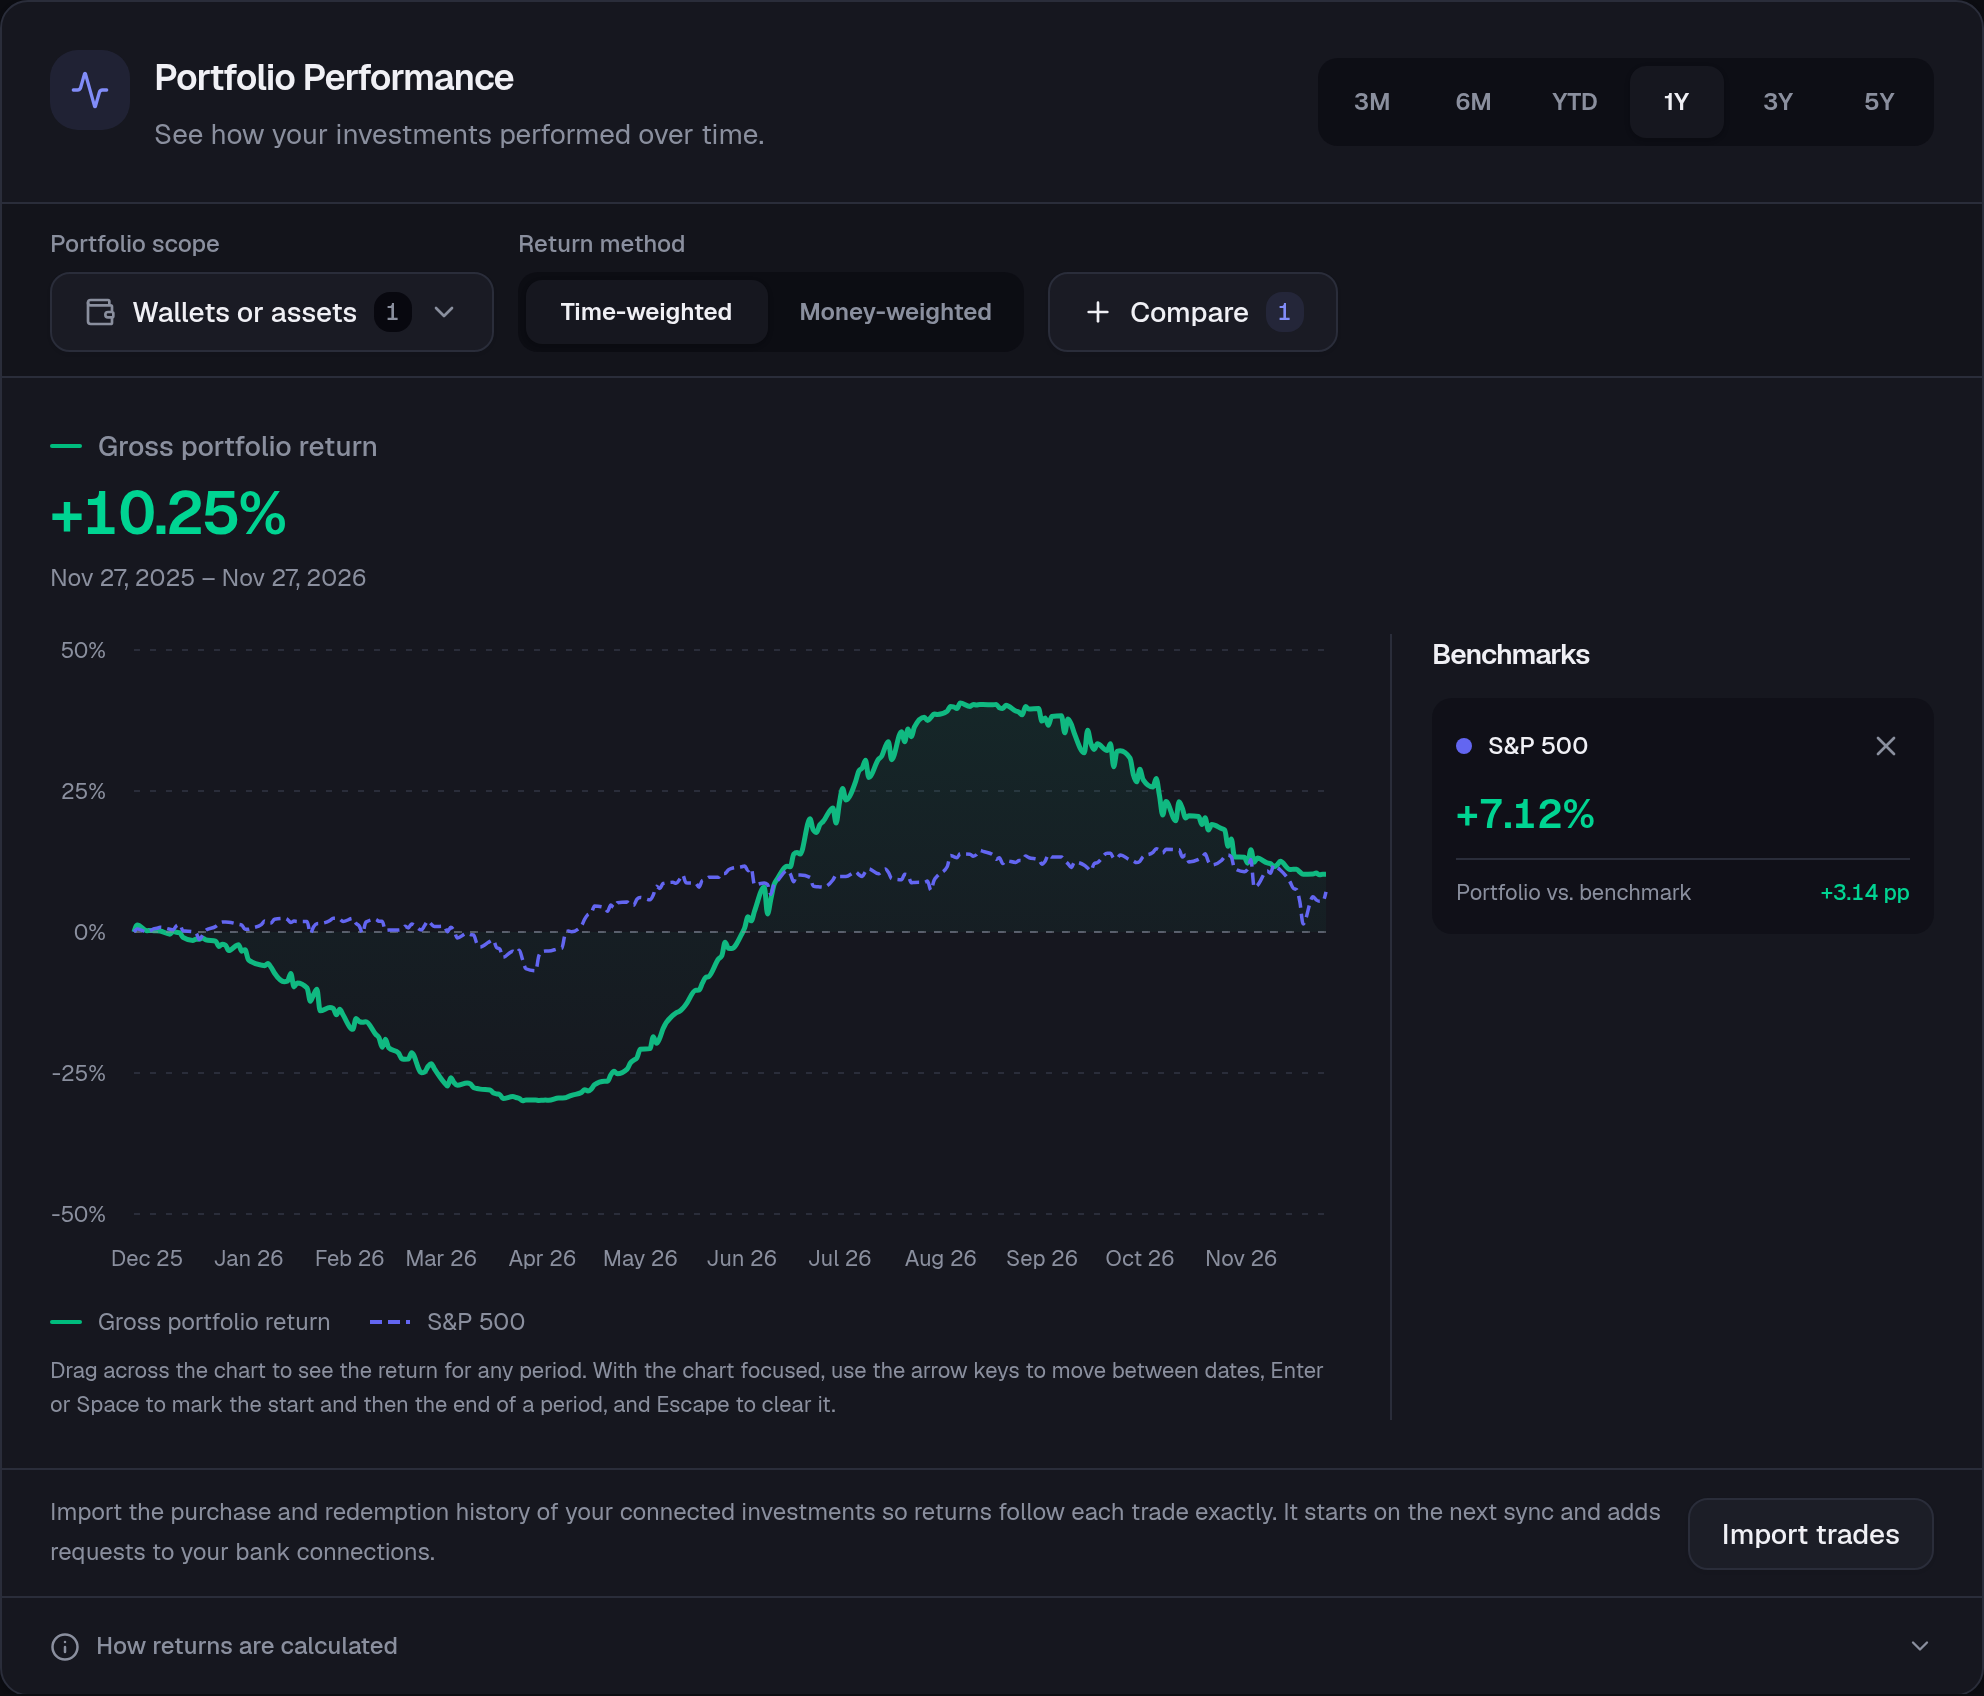 Portfolio Performance
See how your investments performed over time.
3M 6M YTD 1Y 3Y 5Y
Portfolio scope
Wallets or assets 1
Return method
Time-weighted Money-weighted
Compare 1
Gross portfolio return
+10.25%
Nov 27, 2025 – Nov 27, 2026
50%
25%
0%
-25%
-50%
Dec 25 Jan 26 Feb 26 Mar 26 Apr 26 May 26 Jun 26 Jul 26 Aug 26 Sep 26 Oct 26 Nov 26
Gross portfolio return S&P 500
Drag across the chart to see the return for any period. With the chart focused, use the arrow keys to move between dates, Enter
or Space to mark the start and then the end of a period, and Escape to clear it.
Benchmarks
S&P 500
+7.12%
Portfolio vs. benchmark +3.14 pp
Import the purchase and redemption history of your connected investments so returns follow each trade exactly. It starts on the next sync and adds
requests to your bank connections.
Import trades
How returns are calculated